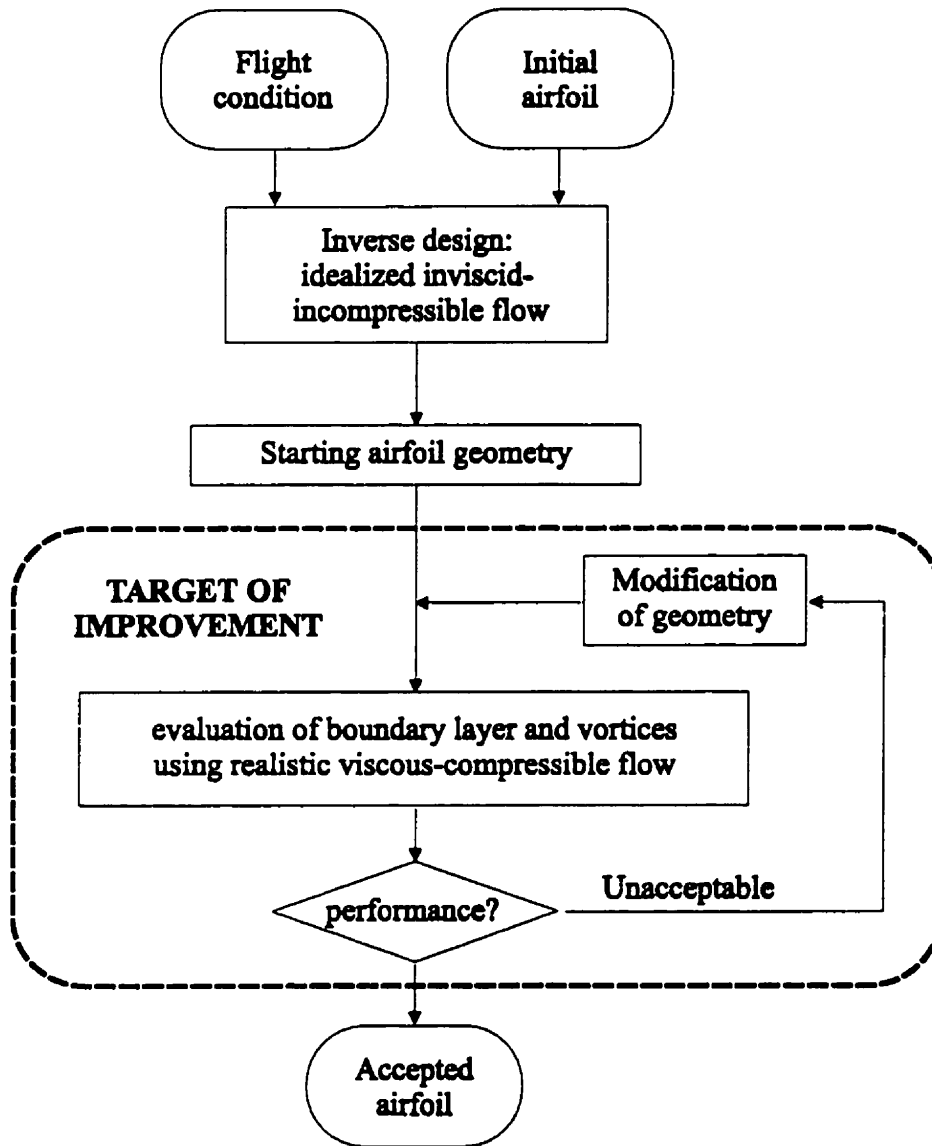 Flight
condition
Initial
airfoil
Inverse design:
idealized inviscid-
incompressible flow
Starting airfoil geometry
TARGET OF
IMPROVEMENT
Modification
of geometry
evaluation of boundary layer and vortices
using realistic viscous-compressible flow
performance?
Unacceptable
Accepted
airfoil